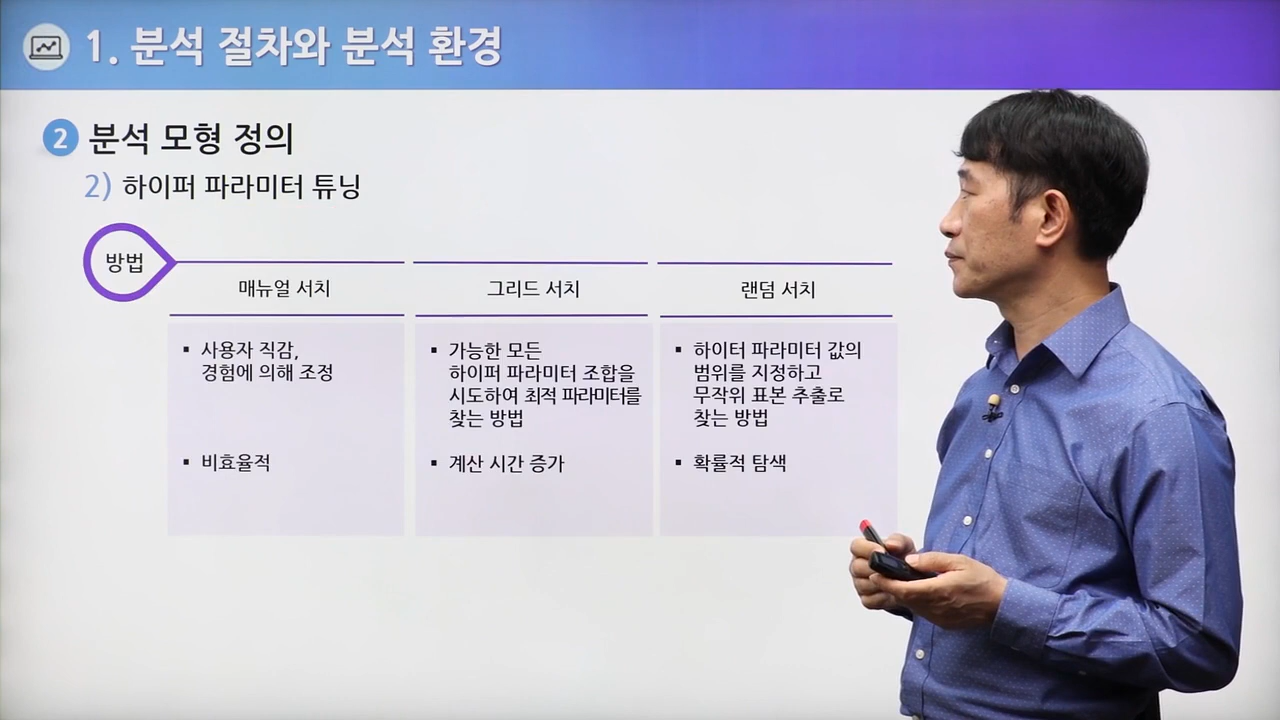 1. 분석 절차와 분석 환경
2 분석 모형 정의
2) 하이퍼 파라미터 튜닝
방법
매뉴얼 서치
▪ 사용자 직감,
경험에 의해 조정
▪ 비효율적
그리드 서치
▪ 가능한 모든
하이퍼 파라미터 조합을
시도하여 최적 파라미터를
찾는 방법
▪ 계산 시간 증가
랜덤 서치
▪ 하이터 파라미터 값의
범위를 지정하고
무작위 표본 추출로
찾는 방법
▪ 확률적 탐색